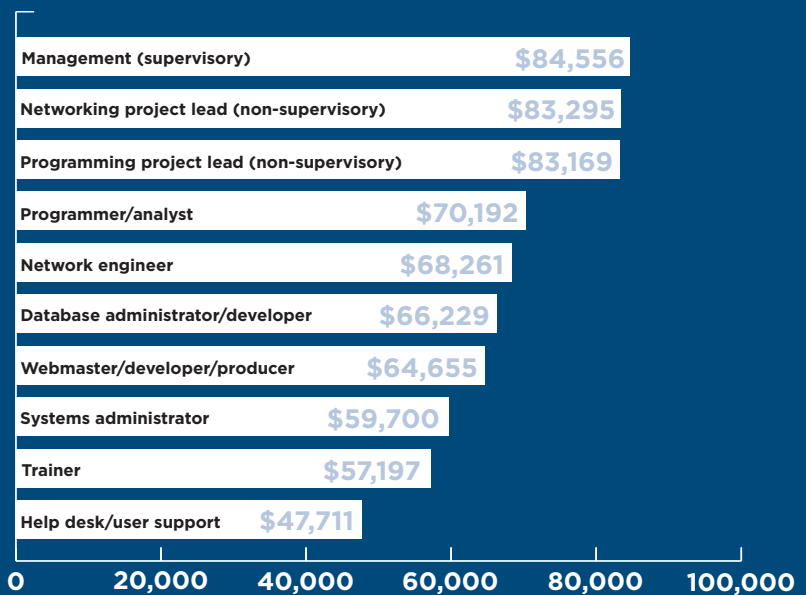 Management (supervisory) $84,556
Networking project lead (non-supervisory) $83,295
Programming project lead (non-supervisory) $83,169
Programmer/analyst $70,192
Network engineer $68,261
Database administrator/developer $66,229
Webmaster/developer/producer $64,655
Systems administrator $59,700
Trainer $57,197
Help desk/user support $47,711
0 20,000 40,000 60,000 80,000 100,000